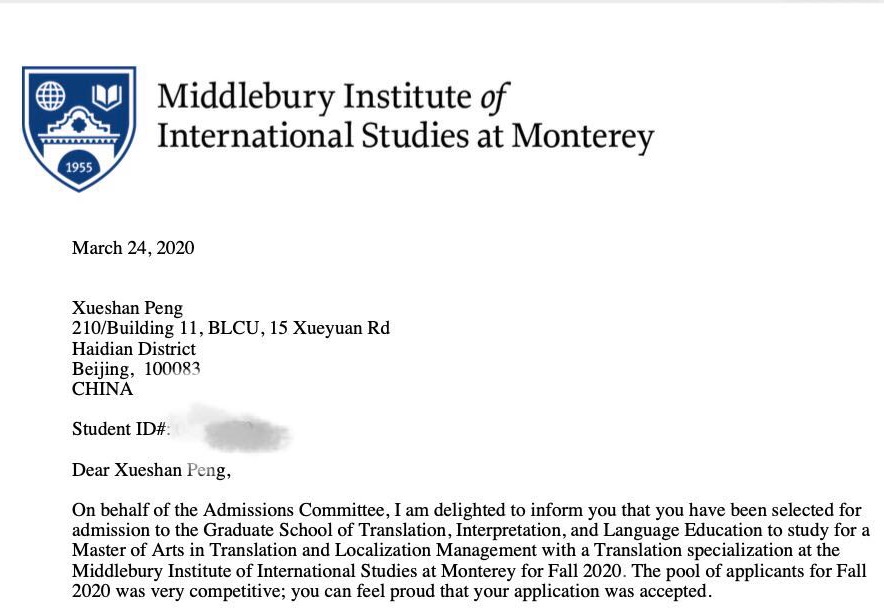 1955
Middlebury Institute of
International Studies at Monterey
March 24, 2020
Xueshan Peng
210/Building 11, BLCU, 15 Xueyuan Rd
Haidian District
Beijing,  100083
CHINA
Student ID#:
Dear Xueshan Peng,
On behalf of the Admissions Committee, I am delighted to inform you that you have been selected for
admission to the Graduate School of Translation, Interpretation, and Language Education to study for a
Master of Arts in Translation and Localization Management with a Translation specialization at the
Middlebury Institute of International Studies at Monterey for Fall 2020. The pool of applicants for Fall
2020 was very competitive; you can feel proud that your application was accepted.